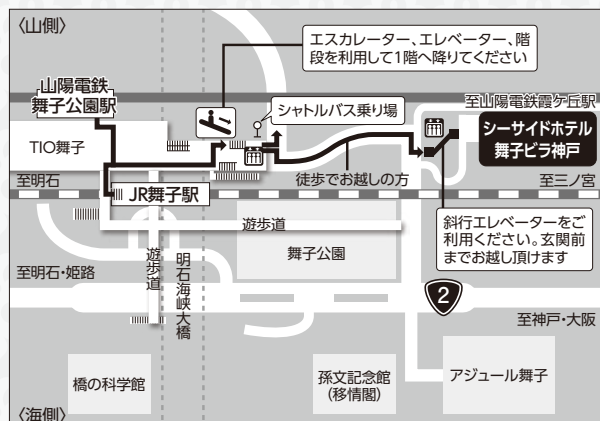 〈山側〉
エスカレーター、エレベーター、階
段を利用して1階へ降りてください
山陽電鉄
舞子公園駅
至山陽電鉄霞ケ丘駅
シャトルバス乗り場
シーサイドホテル
舞子ビラ神戸
TIO舞子
至明石
徒歩でお越しの方
至三ノ宮
JR舞子駅
遊歩道
斜行エレベーターをご
利用ください。玄関前
までお越し頂けます
舞子公園
遊歩道
明石海峡大橋
至明石・姫路
2
至神戸・大阪
橋の科学館
孫文記念館
(移情閣)
アジュール舞子
〈海側〉